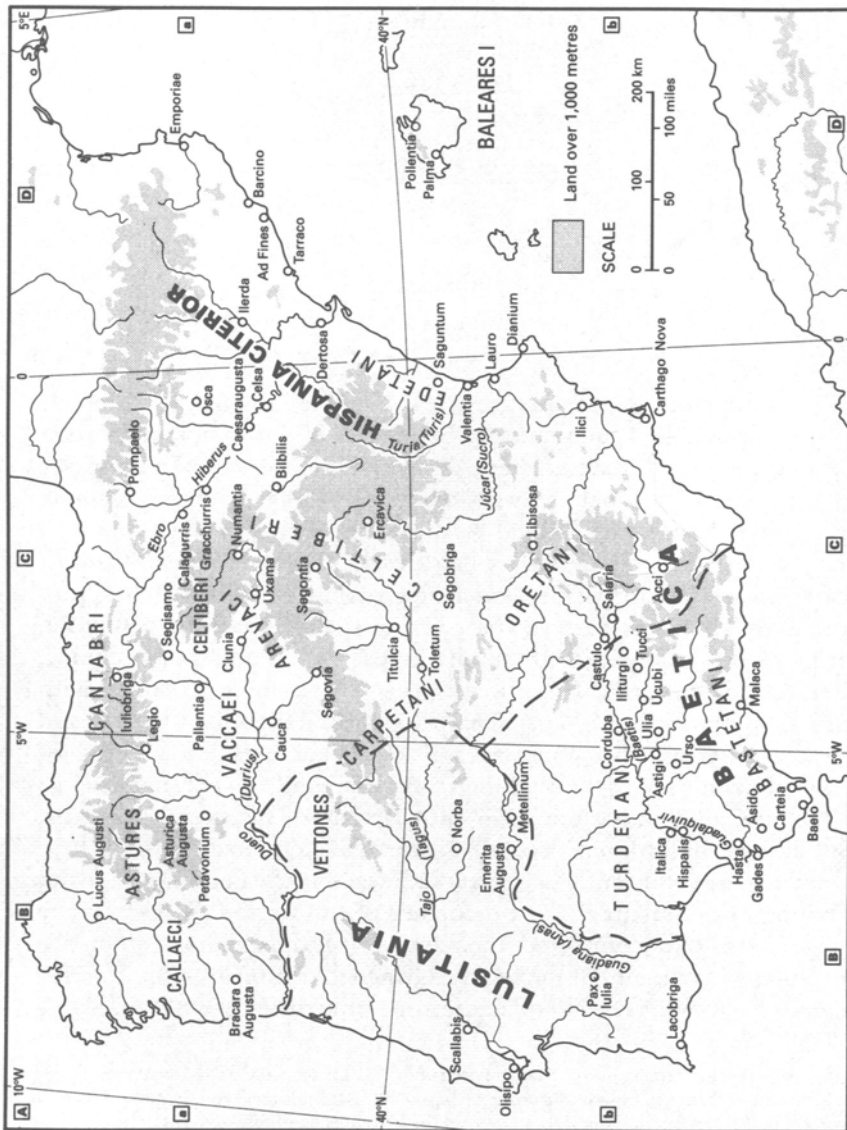 10°W
5°W
0
5°E
40°N
40°N
5°W
0
A
B
C
D
B
C
D
a
a
b
b
CANTABRI
ASTURES
CALLAECI
VACCAEI
CELTIBERI
AREVACI
CELTIBERI
VETTONES
CARPETANI
ORETANI
EDETANI
TURDETANI
BASTETANI
HISPANIA CITERIOR
LUSITANIA
BAETICA
BALEARES I
Lucus Augusti
Asturica
Augusta
Petavonium
Bracara
Augusta
Legio
Iuliobriga
Segisamo
Pallantia
Cauca
Clunia
Uxama
Numantia
Calagurris
Gracchurris
Pompaelo
Osca
Caesaraugusta
Celsa
Ilerda
Bilbilis
Emporiae
Barcino
Ad Fines
Tarraco
Dertosa
Segovia
Segontia
Ercavica
Titulcia
Toletum
Segobriga
Saguntum
Valentia
Lauro
Dianium
Pollentia
Palma
Norba
Metellinum
Emerita
Augusta
Scallabis
Olisipo
Pax
Iulia
Lacobriga
Libisosa
Ilici
Carthago Nova
Castulo
Salaria
Iliturgi
Tucci
Acci
Corduba
Ucubi
Ulia
Astigi
Urso
Italica
Hispalis
Hasta
Gades
Asido
Carteia
Baelo
Malaca
Ebro
Hiberus
Duero
(Durius)
Tajo
(Tagus)
Guadiana (Anas)
Guadalquivir
(Baetis)
Turia (Turis)
Júcar (Sucro)
Land over 1,000 metres
SCALE
0 100 200 km
0 50 100 miles